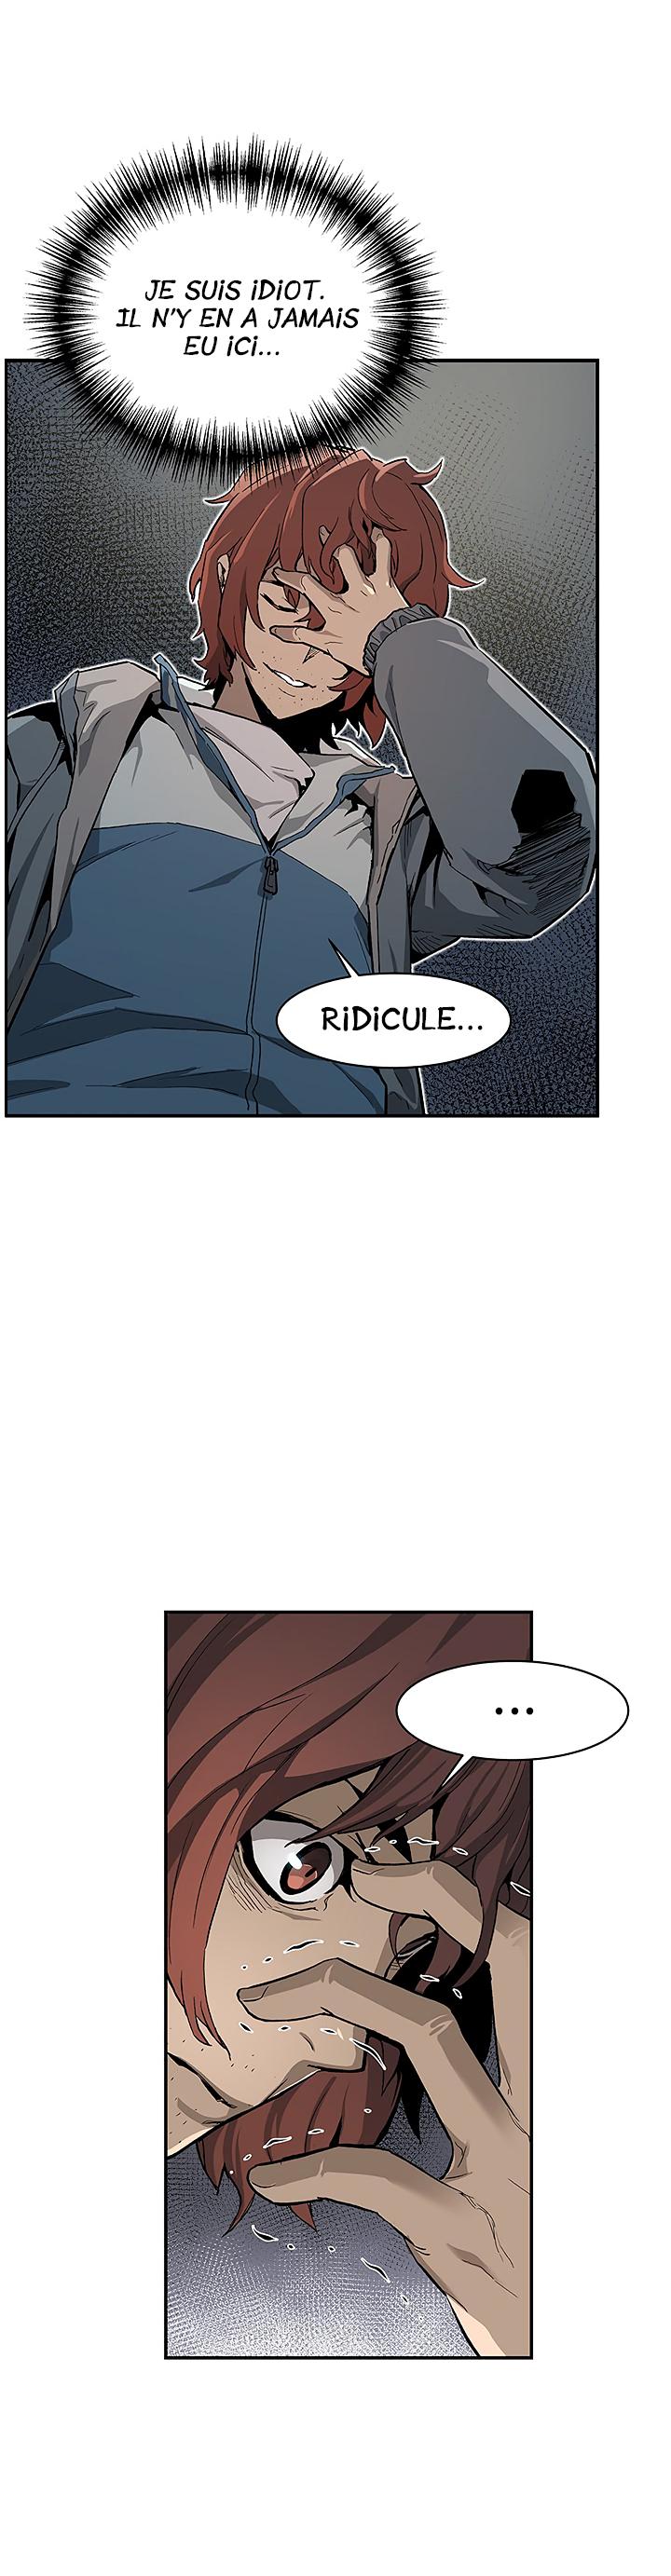 JE SUIS IDIOT.
IL N'Y EN A JAMAIS
EU ICI...
RIDICULE...
...